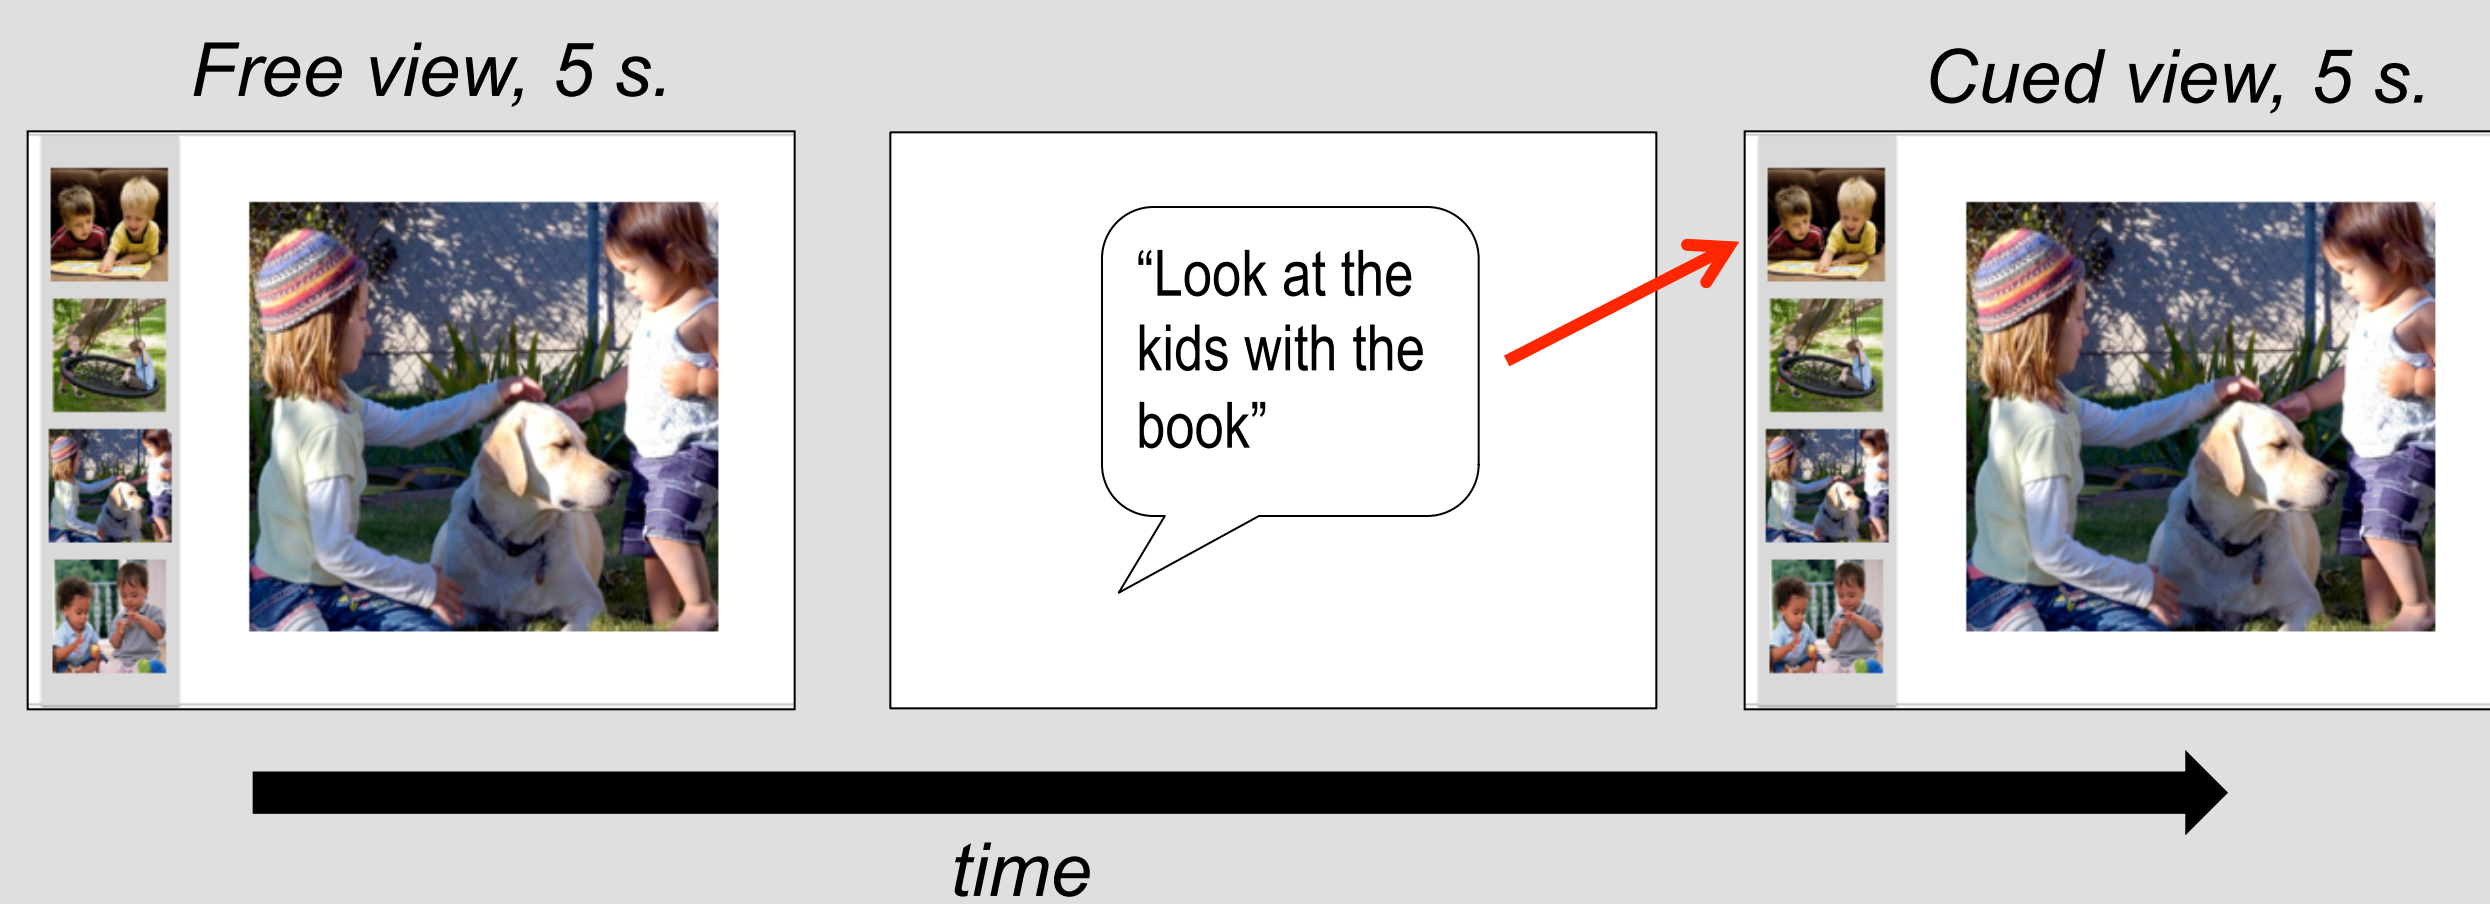 Free view, 5 s.
Cued view, 5 s.
“Look at the
kids with the
book”
time